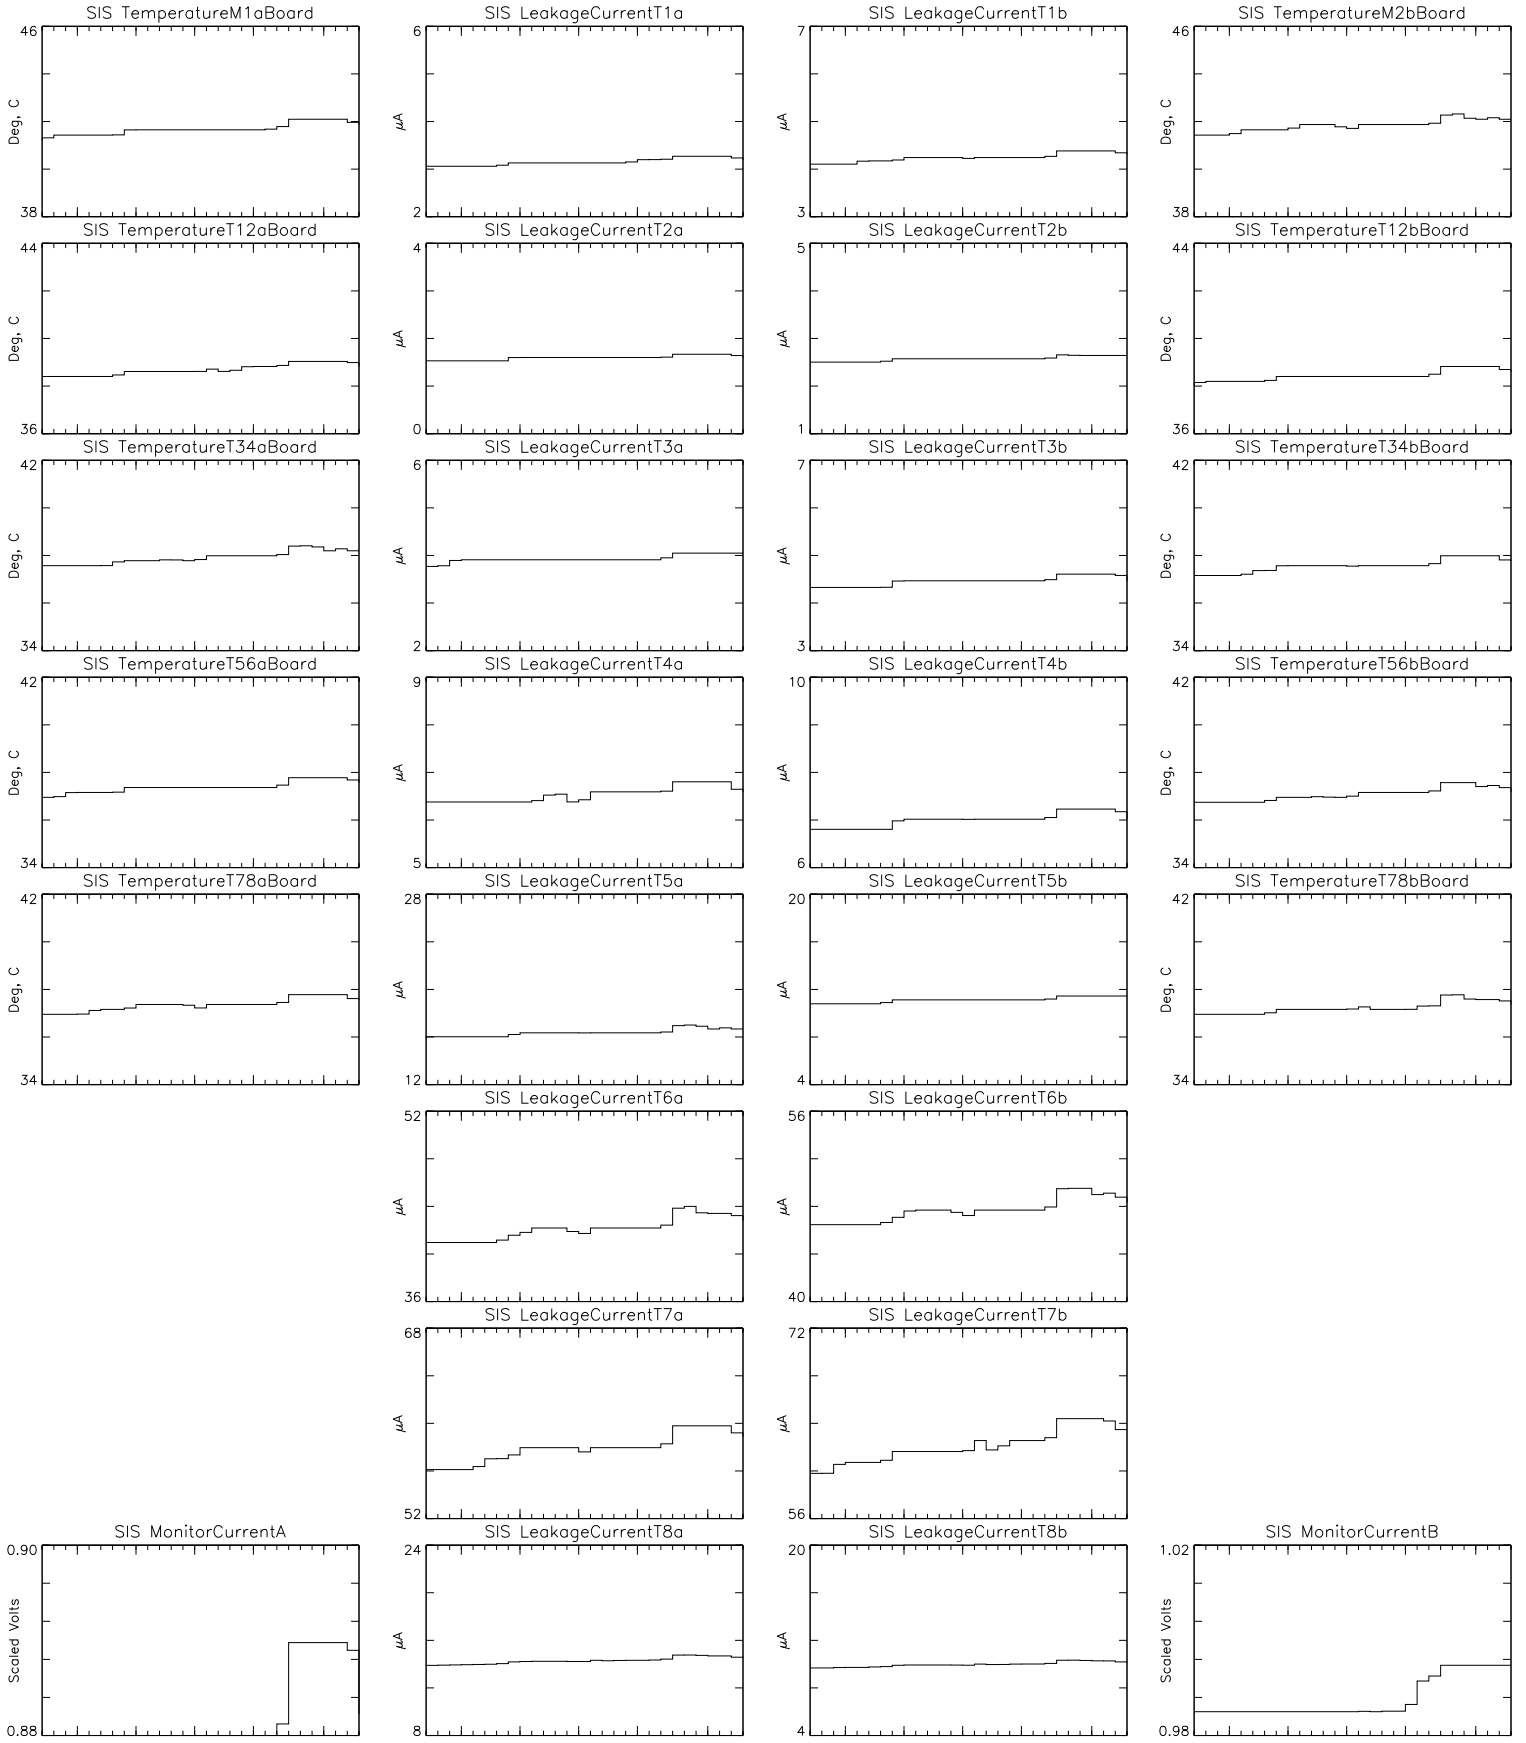 SIS TemperatureM1aBoard
46
Deg, C
38
SIS LeakageCurrentT1a
6
μA
2
SIS LeakageCurrentT1b
7
μA
3
SIS TemperatureM2bBoard
46
Deg, C
38
SIS TemperatureT12aBoard
44
Deg, C
36
SIS LeakageCurrentT2a
4
μA
0
SIS LeakageCurrentT2b
5
μA
1
SIS TemperatureT12bBoard
44
Deg, C
36
SIS TemperatureT34aBoard
42
Deg, C
34
SIS LeakageCurrentT3a
6
μA
2
SIS LeakageCurrentT3b
7
μA
3
SIS TemperatureT34bBoard
42
Deg, C
34
SIS TemperatureT56aBoard
42
Deg, C
34
SIS LeakageCurrentT4a
9
μA
5
SIS LeakageCurrentT4b
10
μA
6
SIS TemperatureT56bBoard
42
Deg, C
34
SIS TemperatureT78aBoard
42
Deg, C
34
SIS LeakageCurrentT5a
28
μA
12
SIS LeakageCurrentT5b
20
μA
4
SIS TemperatureT78bBoard
42
Deg, C
34
SIS LeakageCurrentT6a
52
μA
36
SIS LeakageCurrentT6b
56
μA
40
SIS LeakageCurrentT7a
68
μA
52
SIS LeakageCurrentT7b
72
μA
56
SIS MonitorCurrentA
0.90
Scaled Volts
0.88
SIS LeakageCurrentT8a
24
μA
8
SIS LeakageCurrentT8b
20
μA
4
SIS MonitorCurrentB
1.02
Scaled Volts
0.98